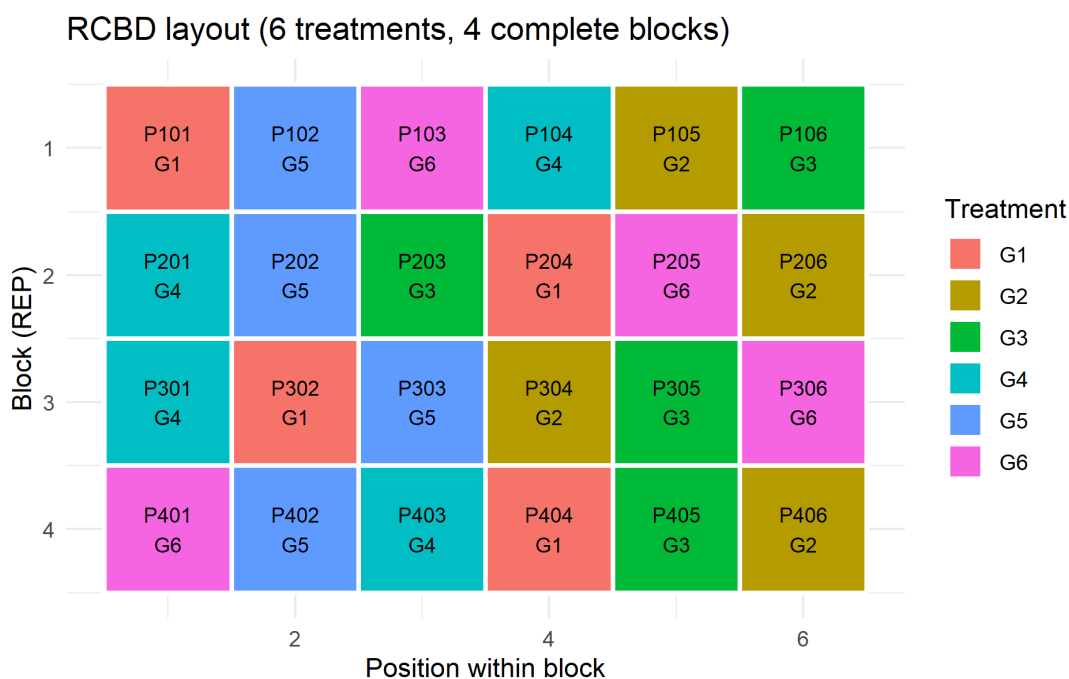 RCBD layout (6 treatments, 4 complete blocks)
Block (REP)
1
P101
G1
P102
G5
P103
G6
P104
G4
P105
G2
P106
G3
2
P201
G4
P202
G5
P203
G3
P204
G1
P205
G6
P206
G2
3
P301
G4
P302
G1
P303
G5
P304
G2
P305
G3
P306
G6
4
P401
G6
P402
G5
P403
G4
P404
G1
P405
G3
P406
G2
2
4
6
Position within block
Treatment
G1
G2
G3
G4
G5
G6